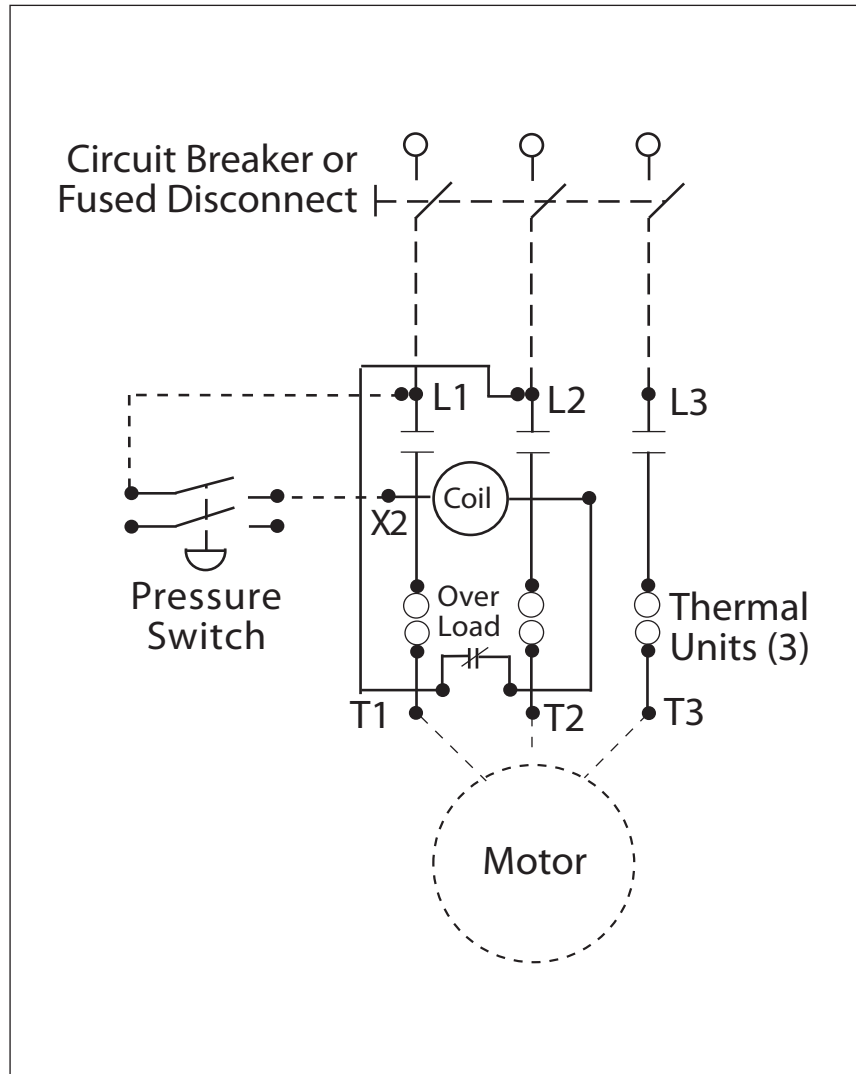 Circuit Breaker or
Fused Disconnect
L1
L2
L3
Coil
X2
Pressure
Switch
Over
Load
Thermal
Units (3)
T1
T2
T3
Motor